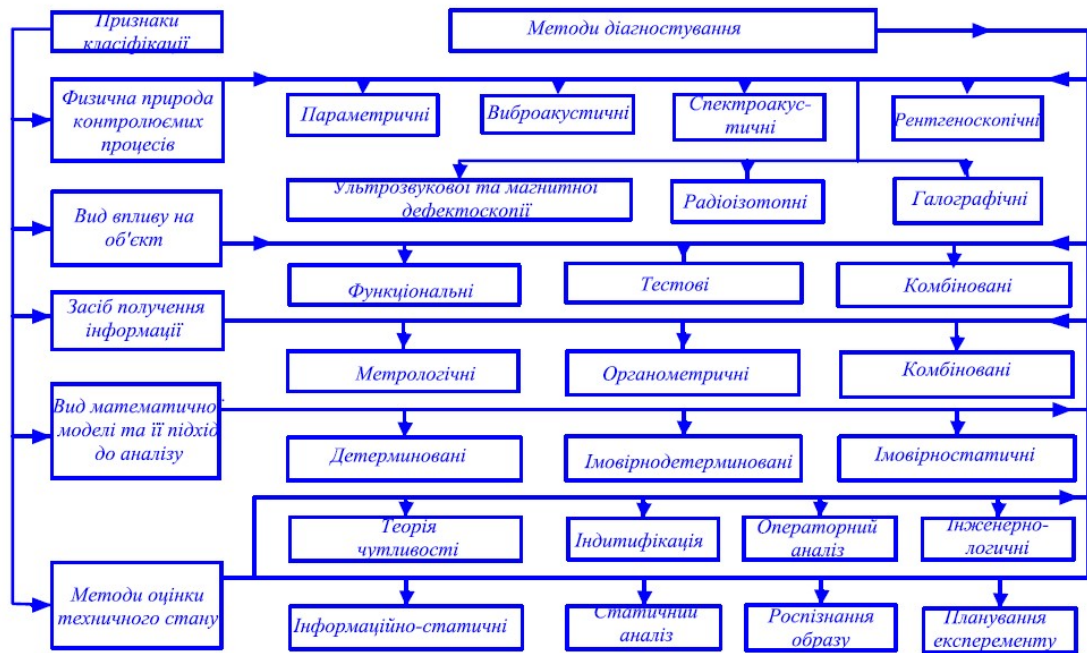 Признаки
класіфікації
Методи діагностування
Физична природа
контролюємих
процесів
Параметричні
Виброакустичні
Спектроакус-
тичні
Рентгеноскопічні
Ультрозвукової та магнитної
дефектоскопії
Радіоізотопні
Галографічні
Вид впливу на
об'єкт
Функціональні
Тестові
Комбіновані
Засіб получення
інформації
Метрологічні
Органометричні
Комбіновані
Вид математичної
моделі та її підхід
до аналізу
Детерминовані
Імовірнодетерминовані
Імовірностатичні
Теорія
чутливості
Індитифікація
Операторний
аналіз
Інженерно-
логичні
Методи оцінки
техничного стану
Інформаційно-статичні
Статичний
аналіз
Роспізнання
образу
Планування
експеременту